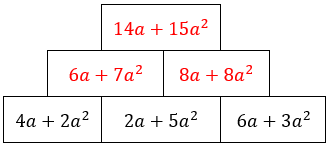 14a + 15a²
6a + 7a² 8a + 8a²
4a + 2a² 2a + 5a² 6a + 3a²